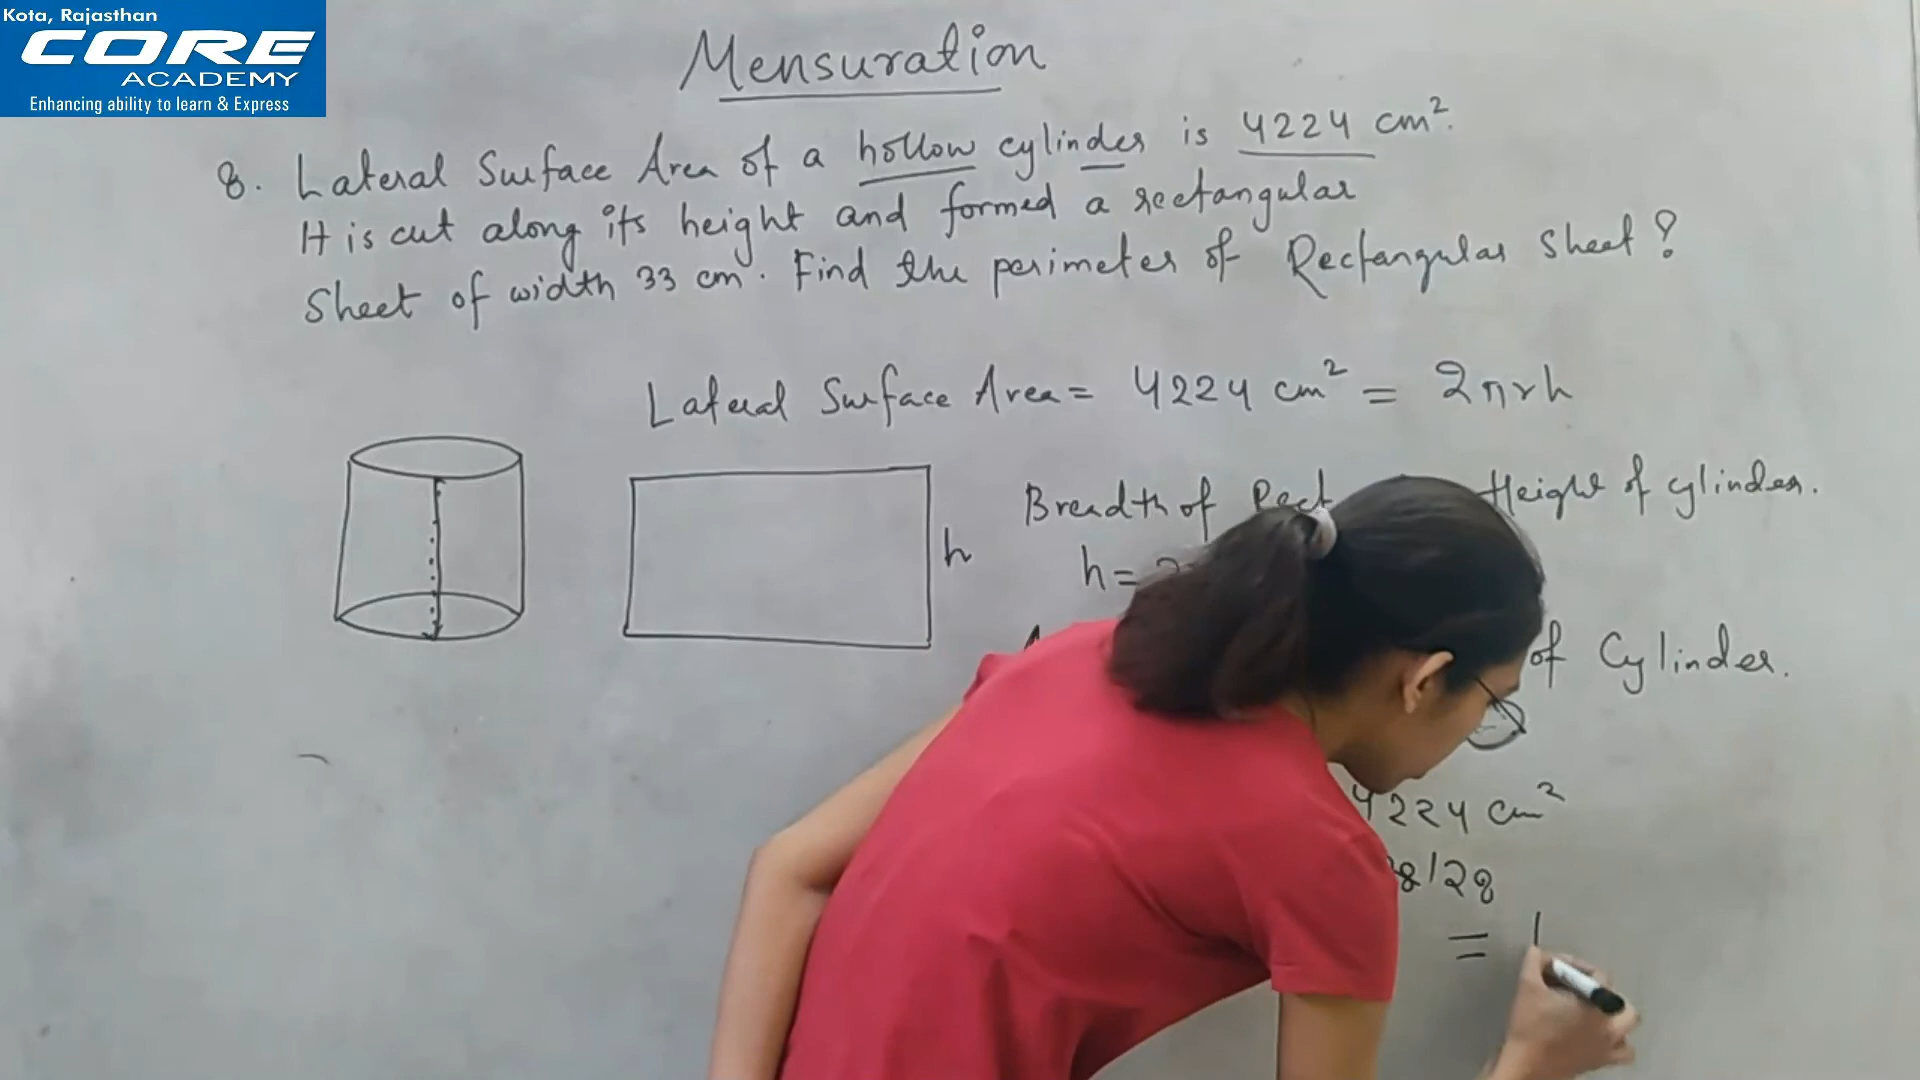 Kota, Rajasthan
CORE
ACADEMY
Enhancing ability to learn & Express
Mensuration
8. Lateral Surface Area of a hollow cylinder is 4224 cm².
It is cut along its height and formed a rectangular
Sheet of width 33 cm. Find the perimeter of Rectangular Sheet?
Lateral Surface Area = 4224 cm² = 2πrh
Breadth of Rect Height of cylinder.
h
h =
of Cylinder.
4224 cm²
128
=